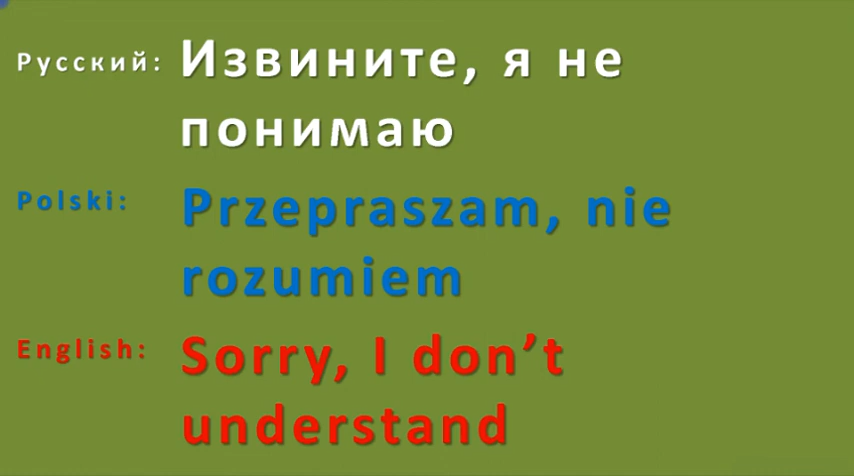 Русский: Извините, я не
понимаю
Polski: Przepraszam, nie
rozumiem
English: Sorry, I don’t
understand